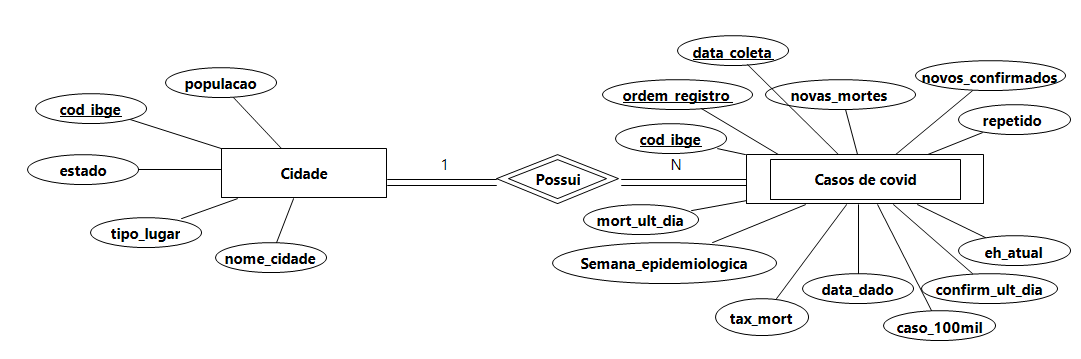 data_coleta
novos_confirmados
populacao
ordem_registro
novas_mortes
cod_ibge
repetido
cod_ibge
estado
Cidade
1
Possui
N
Casos de covid
tipo_lugar
mort_ult_dia
nome_cidade
Semana_epidemiologica
eh_atual
data_dado
confirm_ult_dia
tax_mort
caso_100mil